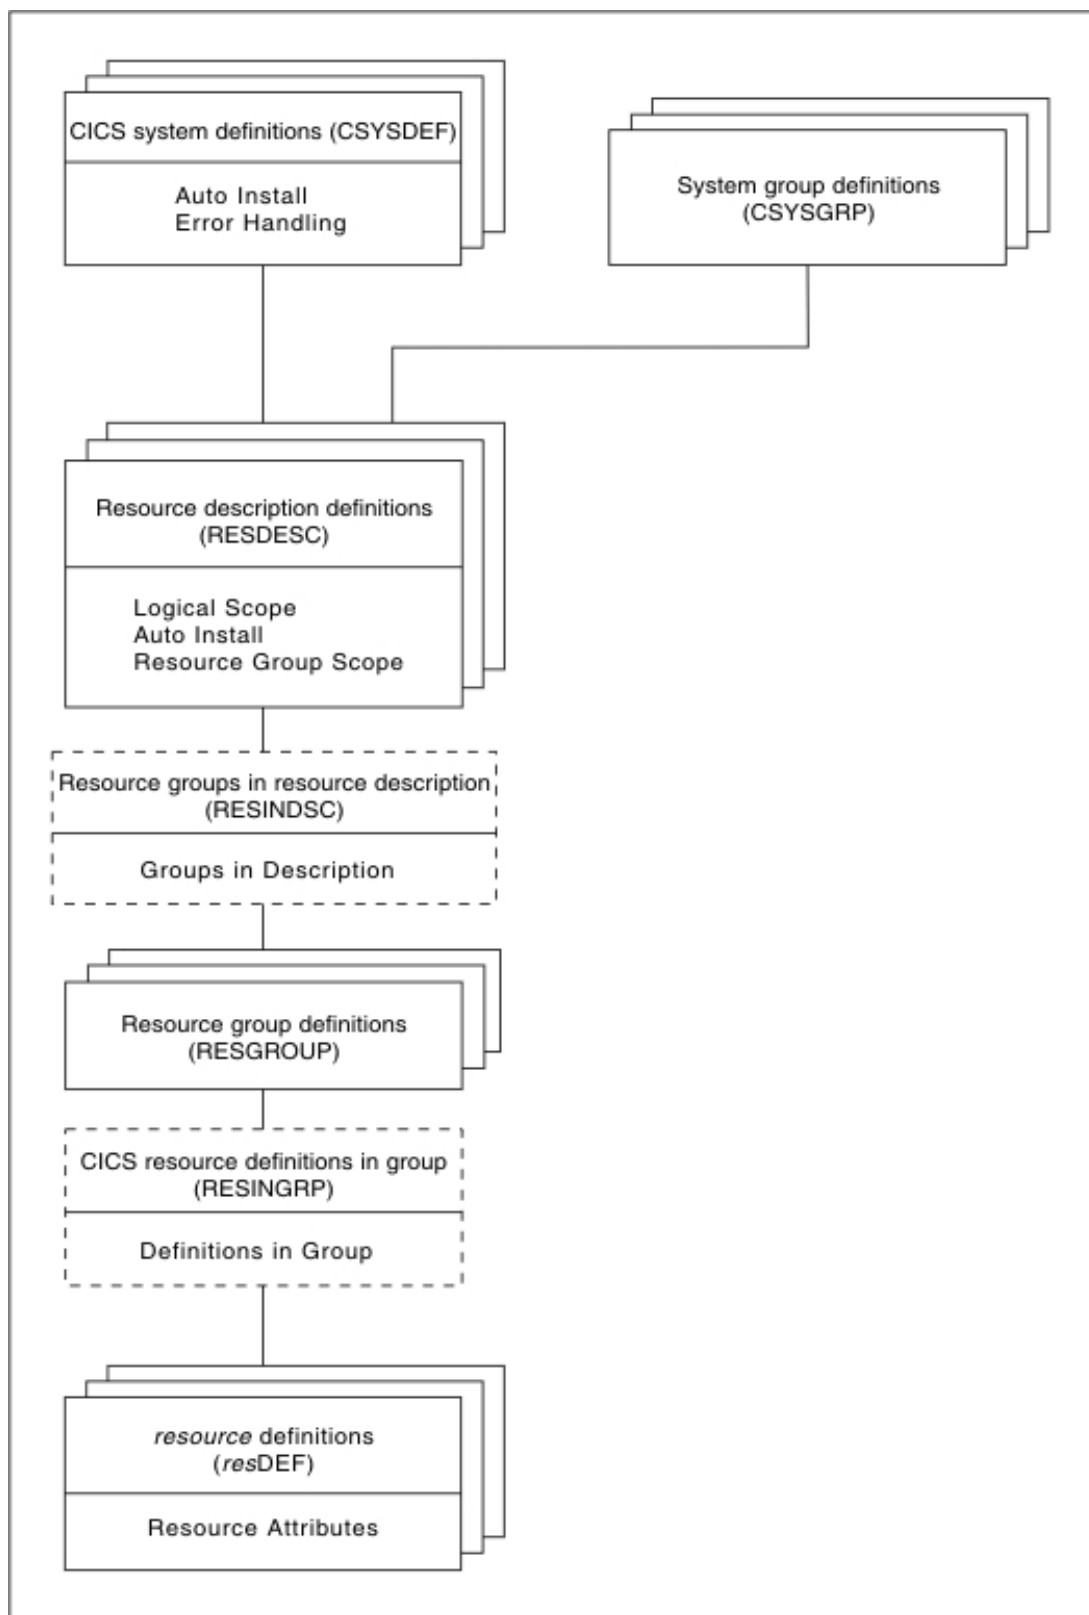 CICS system definitions (CSYSDEF)
Auto Install
Error Handling
System group definitions
(CSYSGRP)
Resource description definitions
(RESDESC)
Logical Scope
Auto Install
Resource Group Scope
Resource groups in resource description
(RESINDSC)
Groups in Description
Resource group definitions
(RESGROUP)
CICS resource definitions in group
(RESINGRP)
Definitions in Group
resource definitions
(resDEF)
Resource Attributes